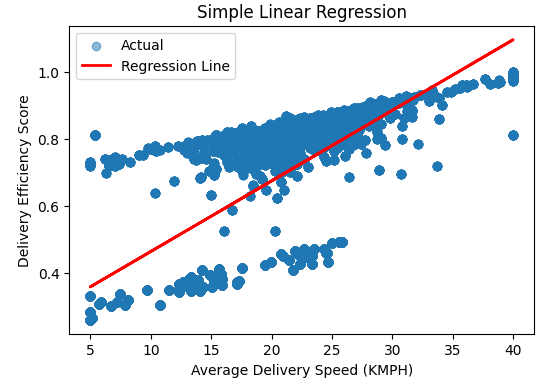 Simple Linear Regression
Actual
Regression Line
Delivery Efficiency Score
1.0
0.8
0.6
0.4
5 10 15 20 25 30 35 40
Average Delivery Speed (KMPH)